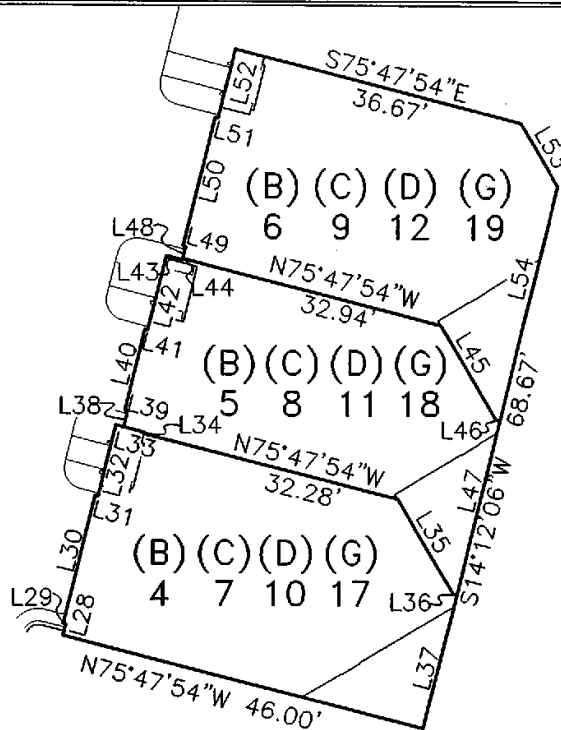 S75°47'54"E
36.67'
L52
L51
L53
L50
(B) (C) (D) (G)
6 9 12 19
L48
L49
L43
L44
L54
N75°47'54"W
32.94'
L42
L41
L40
L45
(B) (C) (D) (G)
5 8 11 18
68.67'
L38
L39
L34
L46
L33
N75°47'54"W
32.28'
L32
L31
L47
S14°12'06"W
L35
L30
(B) (C) (D) (G)
4 7 10 17
L29
L28
L36
L37
N75°47'54"W 46.00'